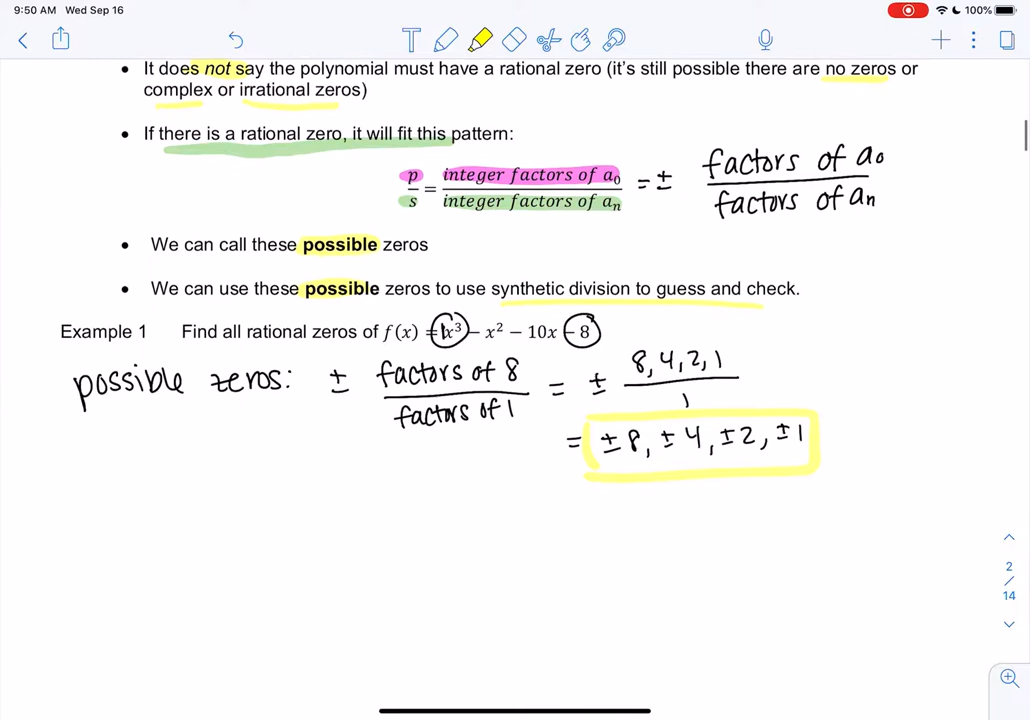 9:50 AM Wed Sep 16
100%
T
• It does not say the polynomial must have a rational zero (it's still possible there are no zeros or
complex or irrational zeros)
• If there is a rational zero, it will fit this pattern:
p/s = integer factors of a₀ / integer factors of aₙ = ± factors of a₀ / factors of aₙ
• We can call these possible zeros
• We can use these possible zeros to use synthetic division to guess and check.
Example 1 Find all rational zeros of f(x) = 1x³ − x² − 10x − 8
possible zeros: ± factors of 8 / factors of 1 = ± 8, 4, 2, 1 / 1
= ±8, ±4, ±2, ±1
2
/
14